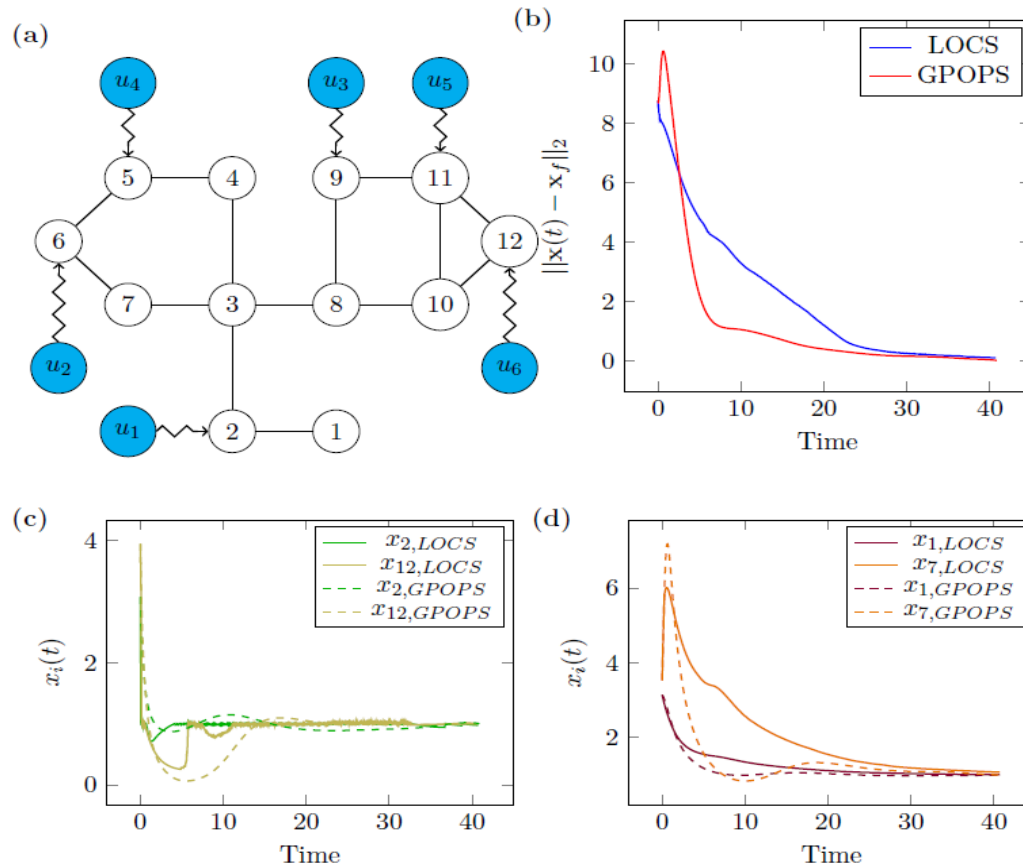 (a)
u4
u3
u5
5
4
9
11
6
12
7
3
8
10
u2
u6
u1
2
1
(b)
LOCS
GPOPS
||x(t) − xf||2
10
8
6
4
2
0
0 10 20 30 40
Time
(c)
x2,LOCS
x12,LOCS
x2,GPOPS
x12,GPOPS
xi(t)
4
2
0
0 10 20 30 40
Time
(d)
x1,LOCS
x7,LOCS
x1,GPOPS
x7,GPOPS
xi(t)
6
4
2
0 10 20 30 40
Time